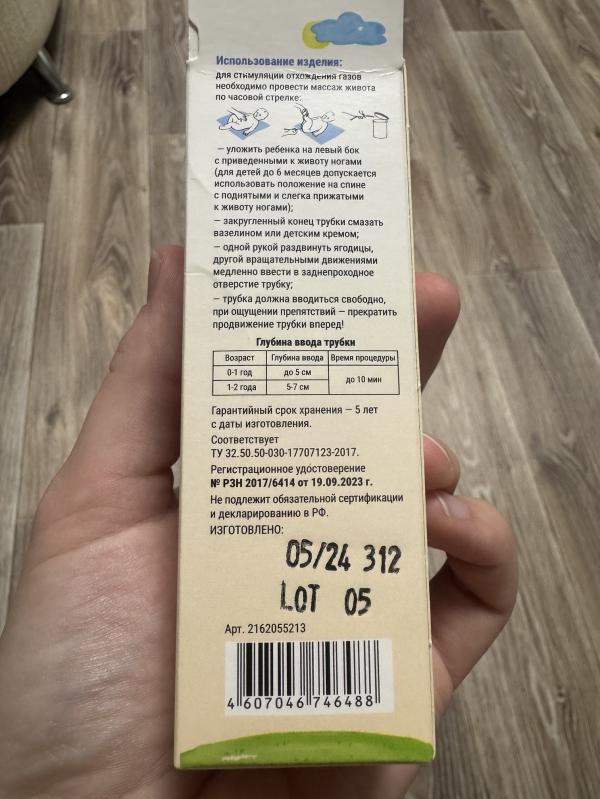 Использование изделия:
для стимуляции отхождения газов
необходимо провести массаж живота
по часовой стрелке:
– уложить ребенка на левый бок
с приведенными к животу ногами
(для детей до 6 месяцев допускается
использовать положение на спине
с поднятыми и слегка прижатыми
к животу ногами);
– закругленный конец трубки смазать
вазелином или детским кремом;
– одной рукой раздвинуть ягодицы,
другой вращательными движениями
медленно ввести в заднепроходное
отверстие трубку;
– трубка должна вводиться свободно,
при ощущении препятствий – прекратить
продвижение трубки вперед!
Глубина ввода трубки
Возраст Глубина ввода Время процедуры
0-1 год до 5 см до 10 мин
1-2 года 5-7 см
Гарантийный срок хранения – 5 лет
с даты изготовления.
Соответствует
ТУ 32.50.50-030-17707123-2017.
Регистрационное удостоверение
№ РЗН 2017/6414 от 19.09.2023 г.
Не подлежит обязательной сертификации
и декларированию в РФ.
ИЗГОТОВЛЕНО:
05/24 312
LOT 05
Арт. 2162055213
4 607046 746488